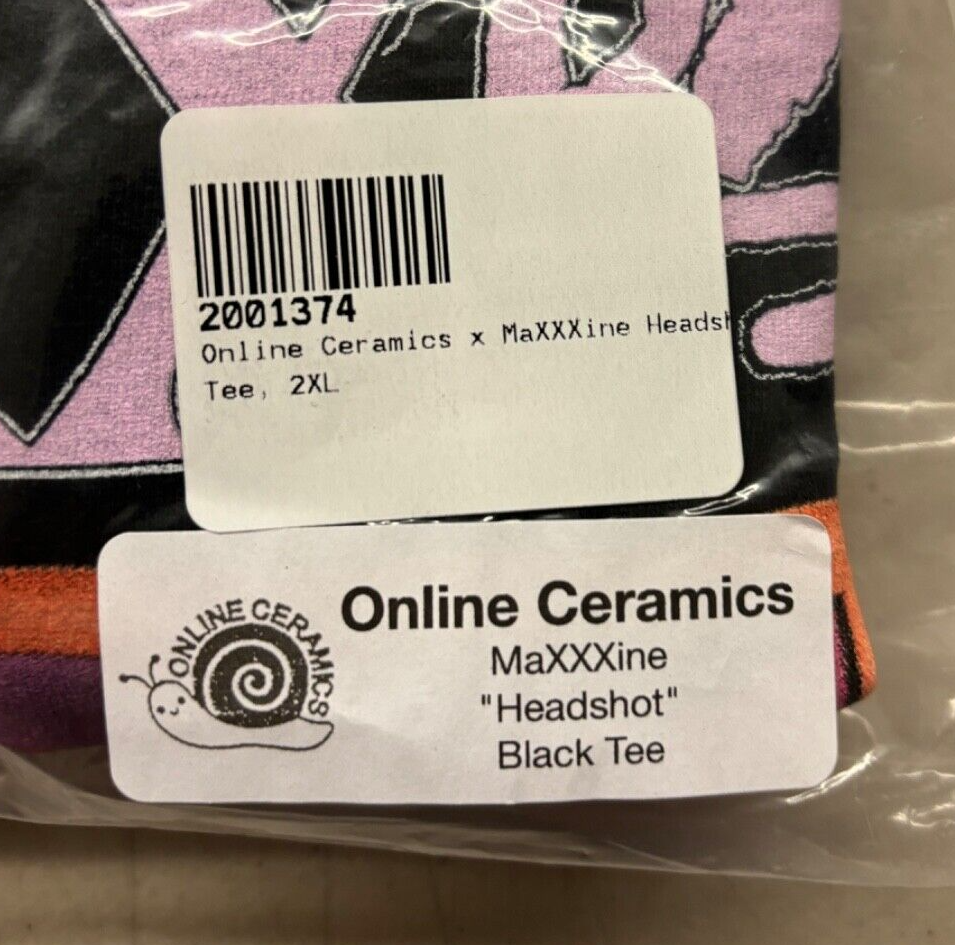 2001374
Online Ceramics x MaXXXine Headsh
Tee, 2XL
ONLINE CERAMICS
Online Ceramics
MaXXXine
"Headshot"
Black Tee